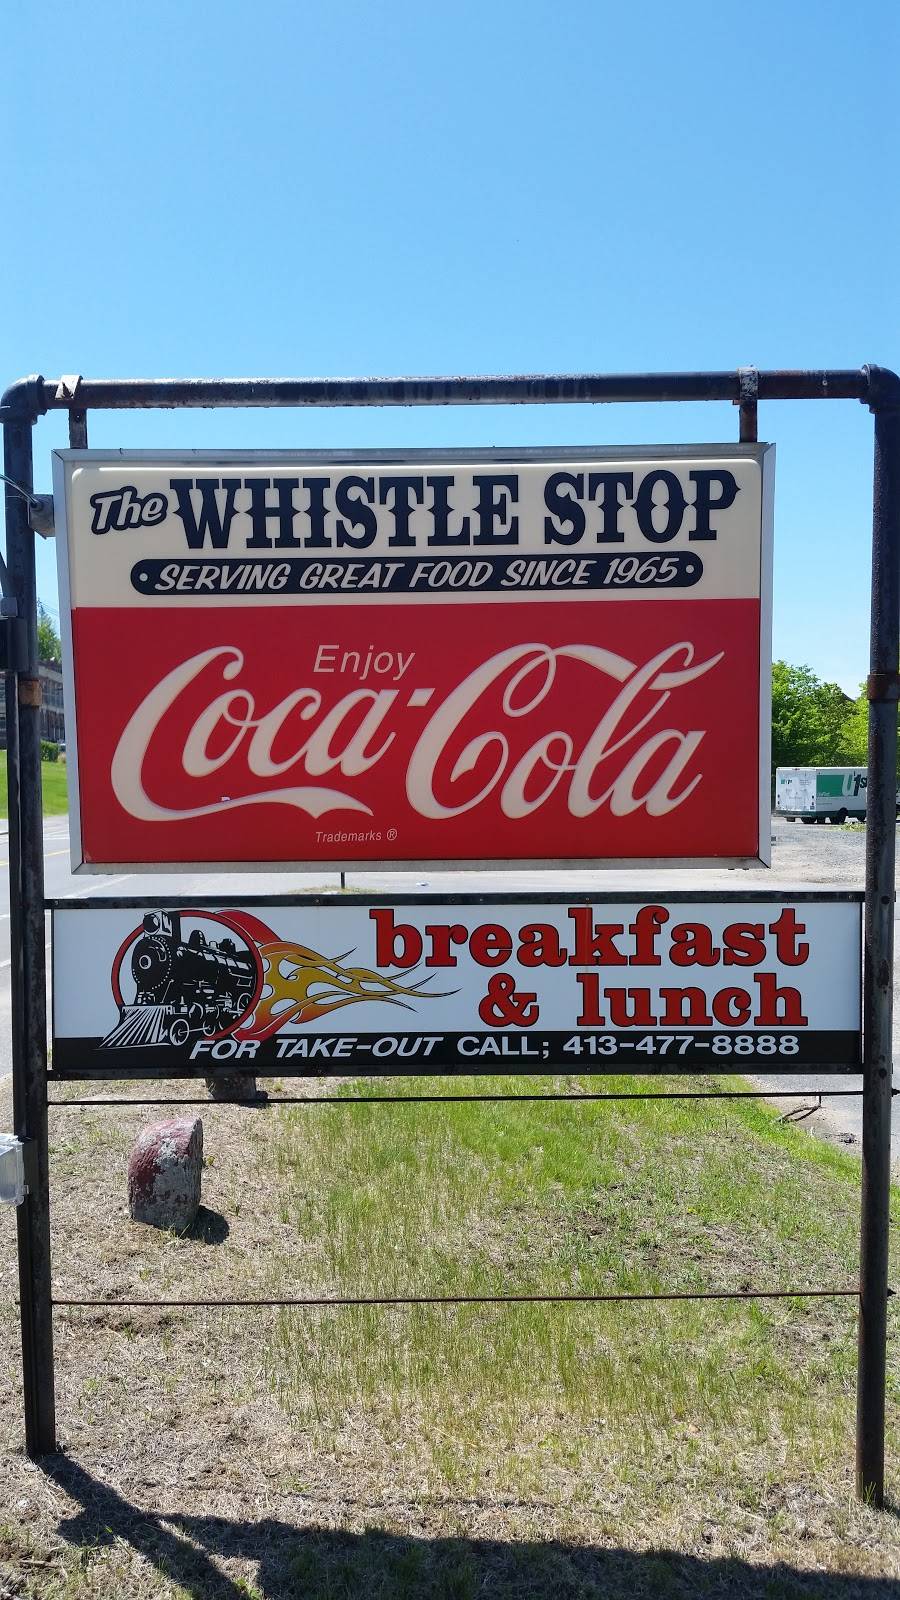 The WHISTLE STOP
• SERVING GREAT FOOD SINCE 1965 •
Enjoy
Coca-Cola
Trademarks ®
breakfast
& lunch
FOR TAKE-OUT CALL; 413-477-8888